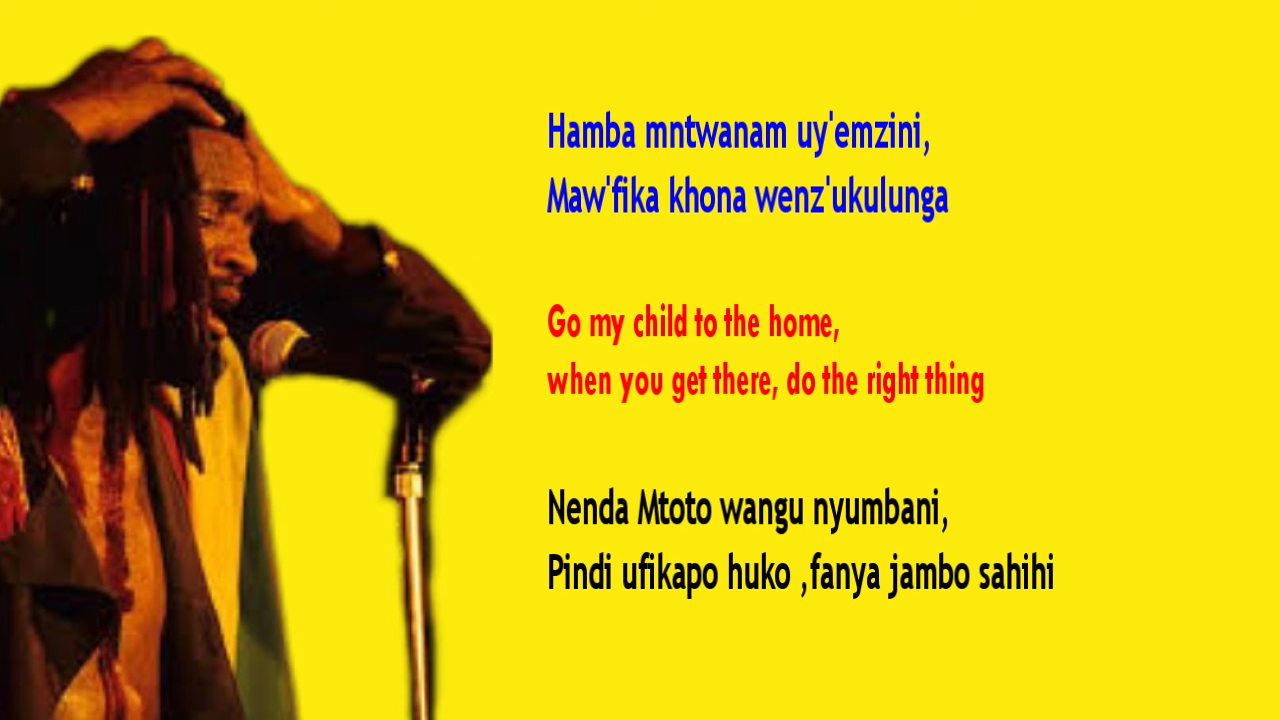 Hamba mntwanam uy'emzini,
Maw'fika khona wenz'ukulunga
Go my child to the home,
when you get there, do the right thing
Nenda Mtoto wangu nyumbani,
Pindi ufikapo huko ,fanya jambo sahihi